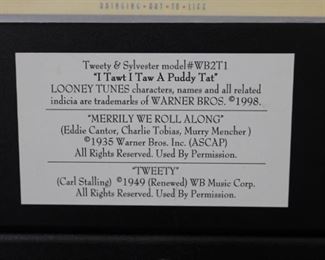 Tweety & Sylvester model#WB2T1
"I Tawt I Taw A Puddy Tat"
LOONEY TUNES characters, names and all related
indicia are trademarks of WARNER BROS. ©1998.
"MERRILY WE ROLL ALONG"
(Eddie Cantor, Charlie Tobias, Murry Mencher )
©1935 Warner Bros. Inc. (ASCAP)
All Rights Reserved. Used By Permission.
"TWEETY"
(Carl Stalling) ©1949 (Renewed) WB Music Corp.
All Rights Reserved. Used By Permission.